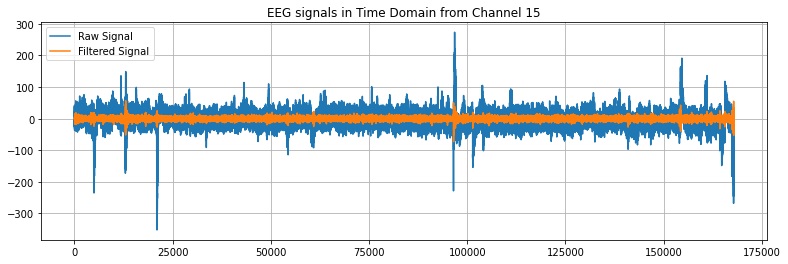 EEG signals in Time Domain from Channel 15
300
Raw Signal
Filtered Signal
200
100
0
−100
−200
−300
0 25000 50000 75000 100000 125000 150000 175000